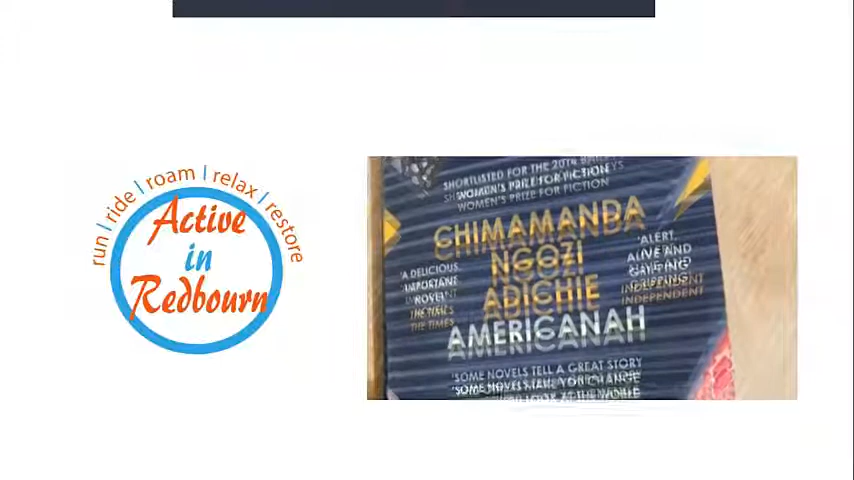 run | ride | roam | relax | restore
Active
in
Redbourn
SHORTLISTED FOR THE 2014 BAILEYS
WOMEN'S PRIZE FOR FICTION
CHIMAMANDA
NGOZI
ADICHIE
AMERICANAH
'A DELICIOUS,
IMPORTANT
NOVEL'
THE TIMES
'ALERT,
ALIVE AND
GRIPPING'
INDEPENDENT
'SOME NOVELS TELL A GREAT STORY